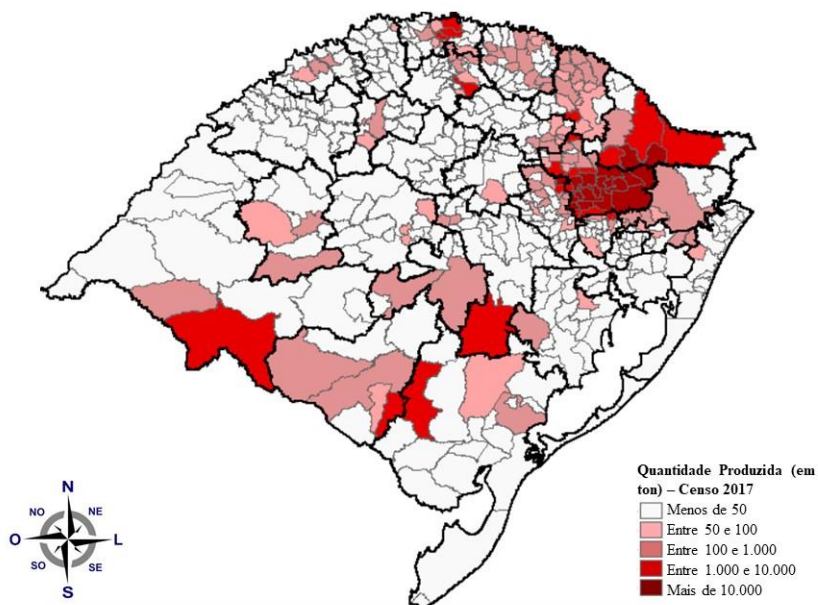 N
NO NE
O L
SO SE
S
Quantidade Produzida (em
ton) – Censo 2017
Menos de 50
Entre 50 e 100
Entre 100 e 1.000
Entre 1.000 e 10.000
Mais de 10.000